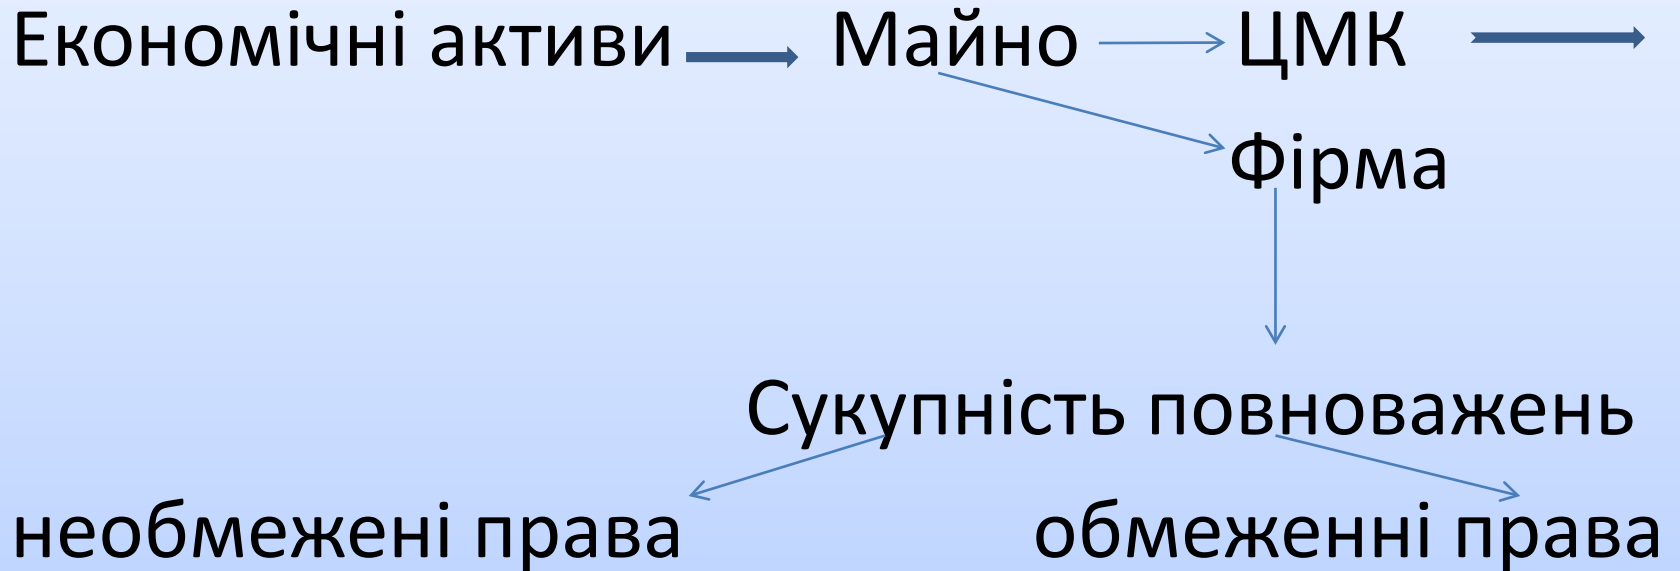 Економічні активи Майно ЦМК
Фірма
Сукупність повноважень
необмежені права обмеженні права